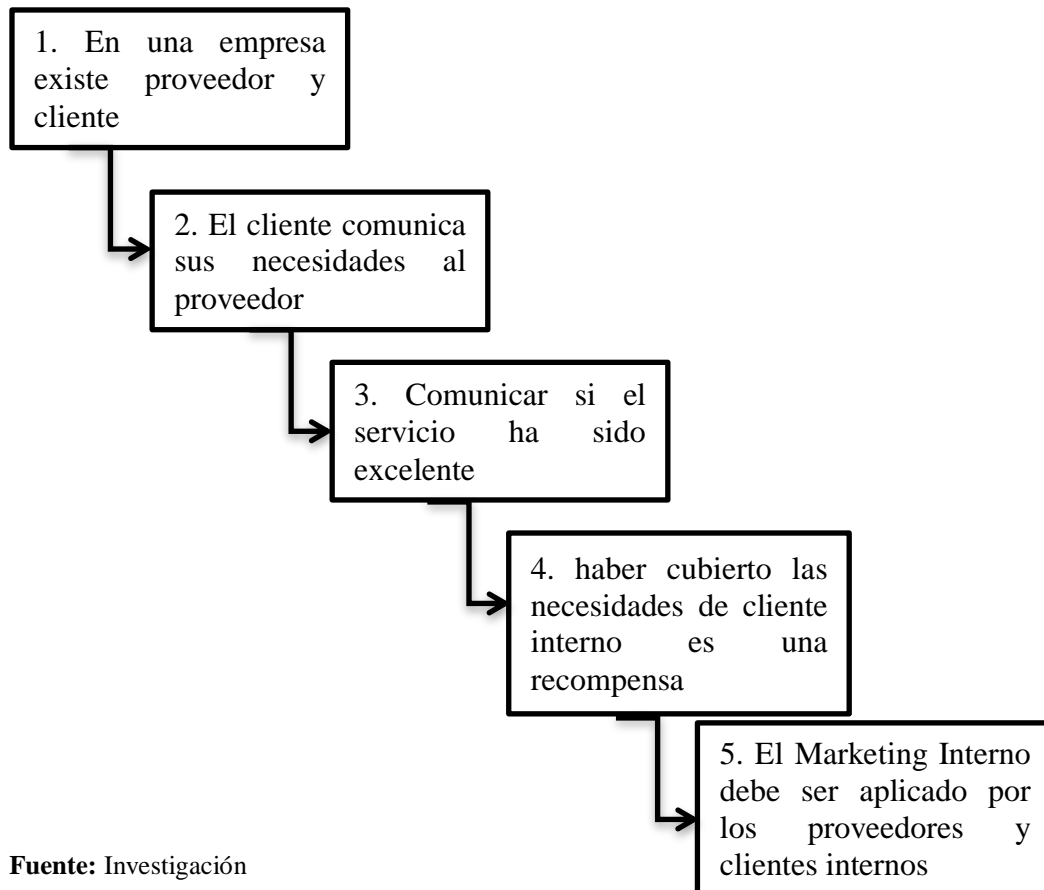 1. En una empresa
existe proveedor y
cliente
2. El cliente comunica
sus necesidades al
proveedor
3. Comunicar si el
servicio ha sido
excelente
4. haber cubierto las
necesidades de cliente
interno es una
recompensa
5. El Marketing Interno
debe ser aplicado por
los proveedores y
clientes internos
Fuente: Investigación